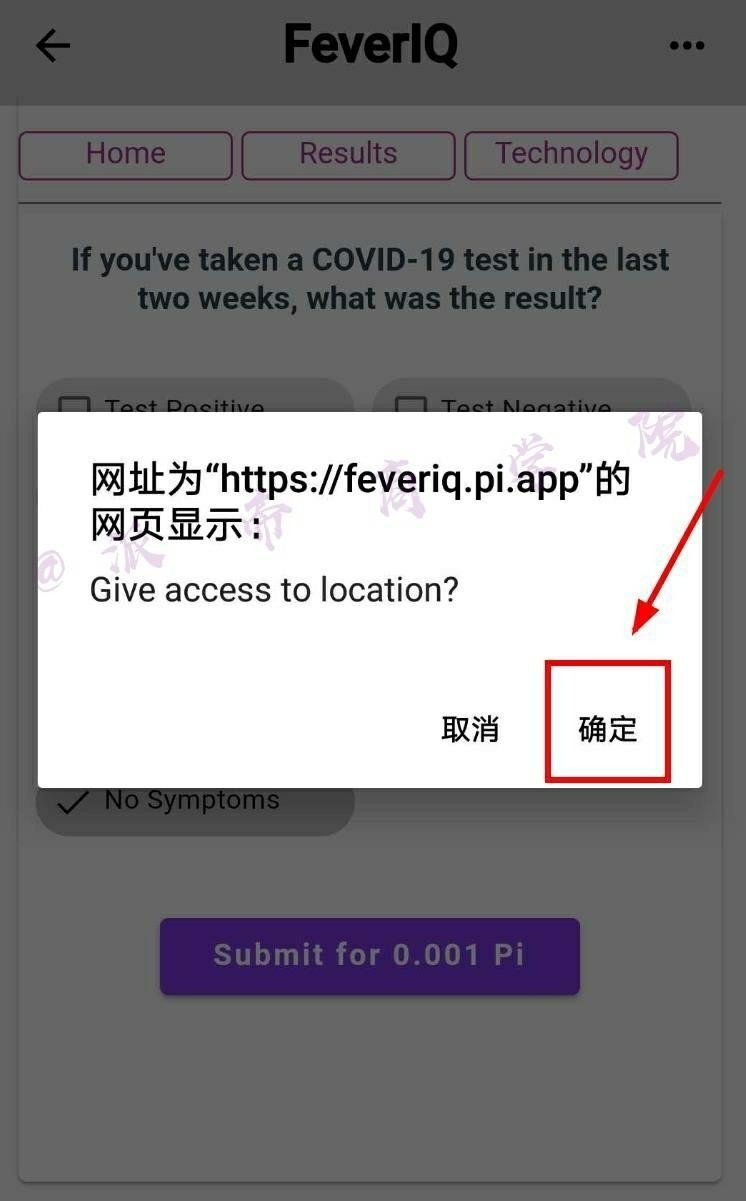 FeverIQ
Home
Results
Technology
If you've taken a COVID-19 test in the last
two weeks, what was the result?
Test Positive
Test Negative
网址为“https://feveriq.pi.app”的
网页显示：
@派帝商学院
Give access to location?
取消
确定
No Symptoms
Submit for 0.001 Pi